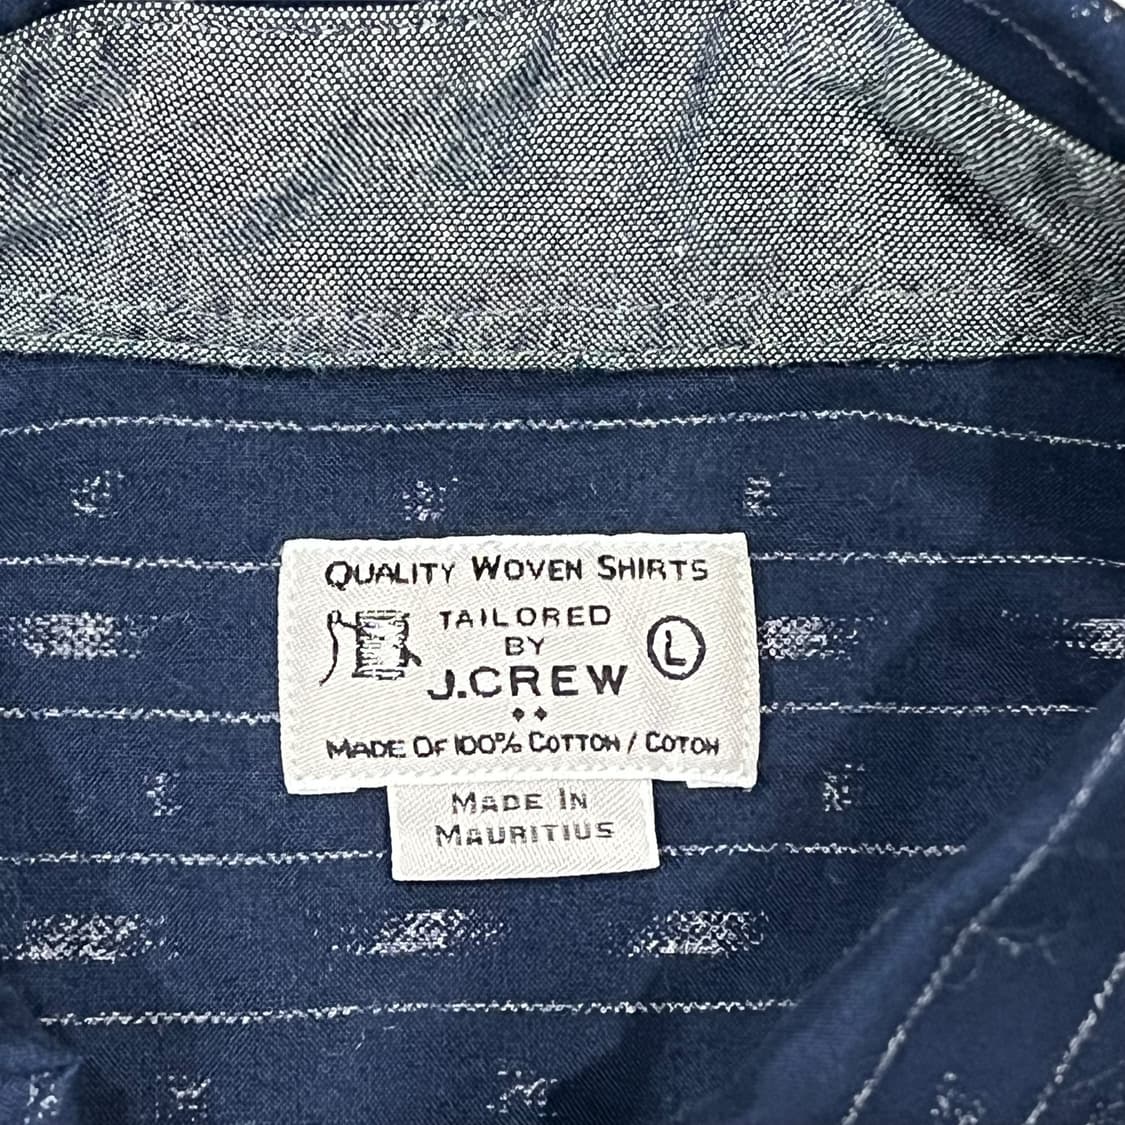 QUALITY WOVEN SHIRTS
TAILORED
BY
J.CREW
L
MADE OF 100% COTTON / COTON
MADE IN
MAURITIUS